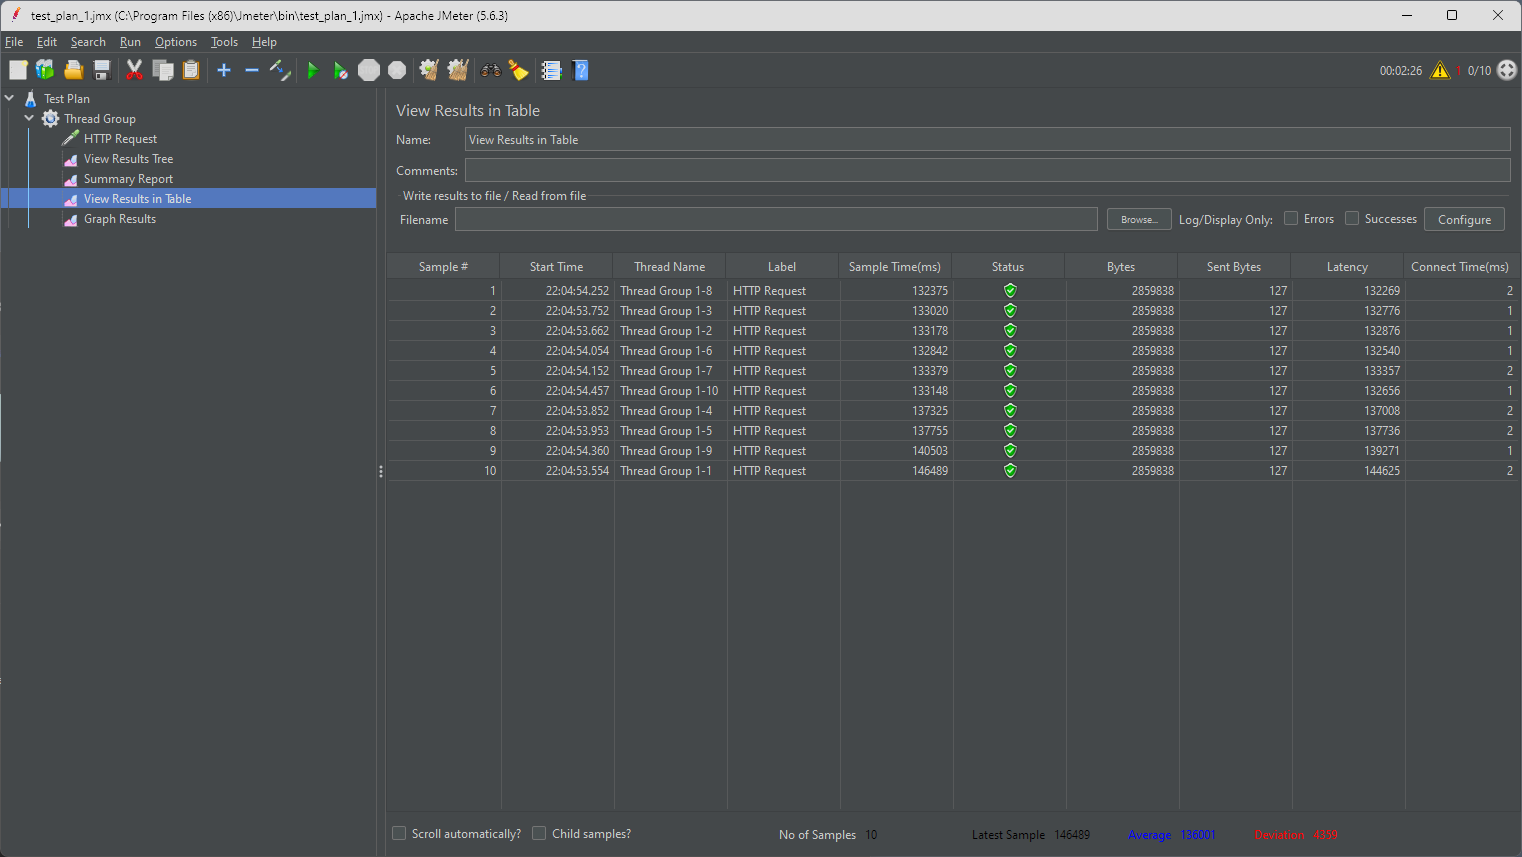 test_plan_1.jmx (C:\Program Files (x86)\Jmeter\bin\test_plan_1.jmx) - Apache JMeter (5.6.3)
File Edit Search Run Options Tools Help
00:02:26 1 0/10
Test Plan
Thread Group
HTTP Request
View Results Tree
Summary Report
View Results in Table
Graph Results
View Results in Table
Name: View Results in Table
Comments:
Write results to file / Read from file
Filename Browse... Log/Display Only: Errors Successes Configure
Sample # Start Time Thread Name Label Sample Time(ms) Status Bytes Sent Bytes Latency Connect Time(ms)
1 22:04:54.252 Thread Group 1-8 HTTP Request 132375 2859838 127 132269 2
2 22:04:53.752 Thread Group 1-3 HTTP Request 133020 2859838 127 132776 1
3 22:04:53.662 Thread Group 1-2 HTTP Request 133178 2859838 127 132876 1
4 22:04:54.054 Thread Group 1-6 HTTP Request 132842 2859838 127 132540 1
5 22:04:54.152 Thread Group 1-7 HTTP Request 133379 2859838 127 133357 2
6 22:04:54.457 Thread Group 1-10 HTTP Request 133148 2859838 127 132656 1
7 22:04:53.852 Thread Group 1-4 HTTP Request 137325 2859838 127 137008 2
8 22:04:53.953 Thread Group 1-5 HTTP Request 137755 2859838 127 137736 2
9 22:04:54.360 Thread Group 1-9 HTTP Request 140503 2859838 127 139271 1
10 22:04:53.554 Thread Group 1-1 HTTP Request 146489 2859838 127 144625 2
Scroll automatically? Child samples? No of Samples 10 Latest Sample 146489 Average 136001 Deviation 4359